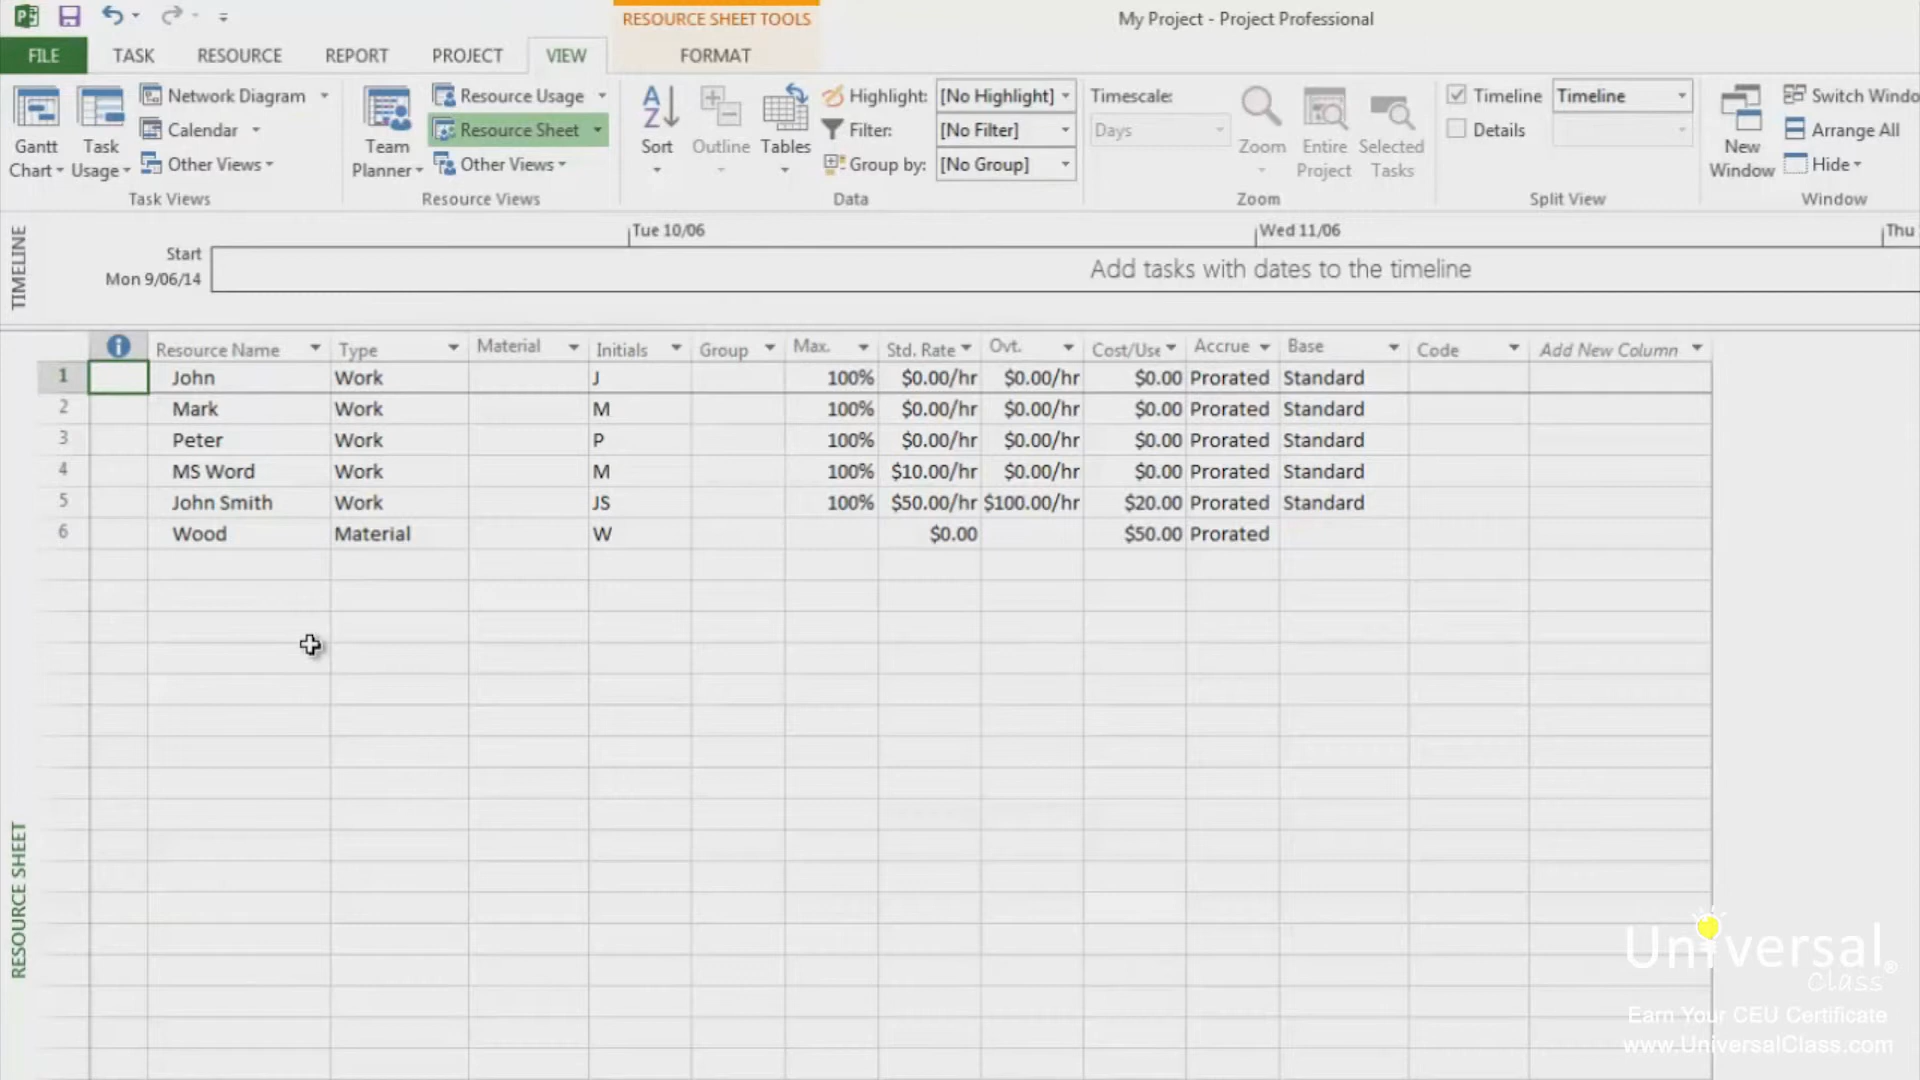 RESOURCE SHEET TOOLS
My Project - Project Professional
FILE TASK RESOURCE REPORT PROJECT VIEW FORMAT
Gantt Chart
Task Usage
Network Diagram
Calendar
Other Views
Task Views
Team Planner
Resource Usage
Resource Sheet
Other Views
Resource Views
Sort
Outline
Tables
Highlight: [No Highlight]
Filter: [No Filter]
Group by: [No Group]
Data
Timescale:
Days
Zoom
Entire Project
Selected Tasks
Zoom
Timeline Timeline
Details
Split View
New Window
Switch Windo
Arrange All
Hide
Window
TIMELINE
Tue 10/06 Wed 11/06 Thu
Start
Mon 9/06/14
Add tasks with dates to the timeline
Resource Name Type Material Initials Group Max. Std. Rate Ovt. Cost/Use Accrue Base Code Add New Column
1 John Work J 100% $0.00/hr $0.00/hr $0.00 Prorated Standard
2 Mark Work M 100% $0.00/hr $0.00/hr $0.00 Prorated Standard
3 Peter Work P 100% $0.00/hr $0.00/hr $0.00 Prorated Standard
4 MS Word Work M 100% $10.00/hr $0.00/hr $0.00 Prorated Standard
5 John Smith Work JS 100% $50.00/hr $100.00/hr $20.00 Prorated Standard
6 Wood Material W $0.00 $50.00 Prorated
RESOURCE SHEET
Universal
Class
Earn Your CEU Certificate
www.UniversalClass.com